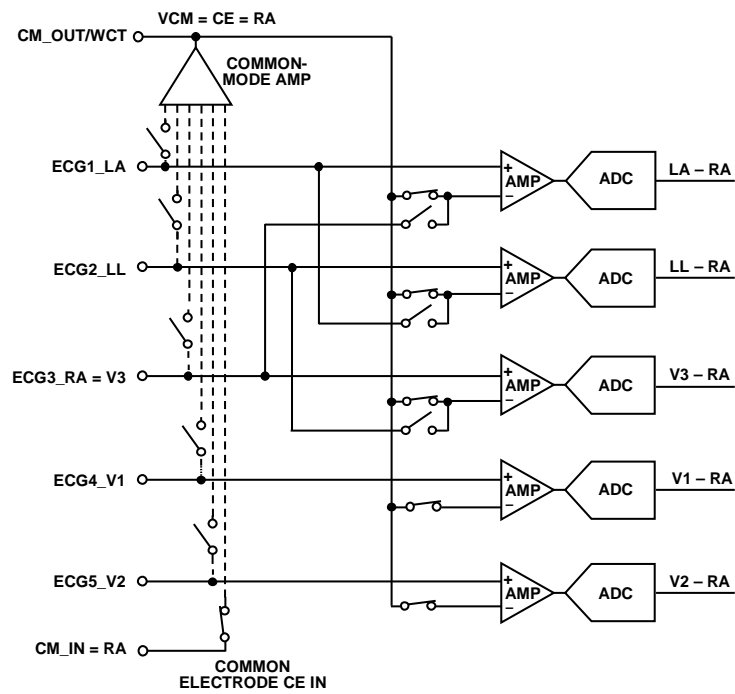 VCM = CE = RA
CM_OUT/WCT
COMMON-
MODE AMP
ECG1_LA
+
AMP
–
ADC
LA – RA
ECG2_LL
+
AMP
–
ADC
LL – RA
ECG3_RA = V3
+
AMP
–
ADC
V3 – RA
ECG4_V1
+
AMP
–
ADC
V1 – RA
ECG5_V2
+
AMP
–
ADC
V2 – RA
CM_IN = RA
COMMON
ELECTRODE CE IN